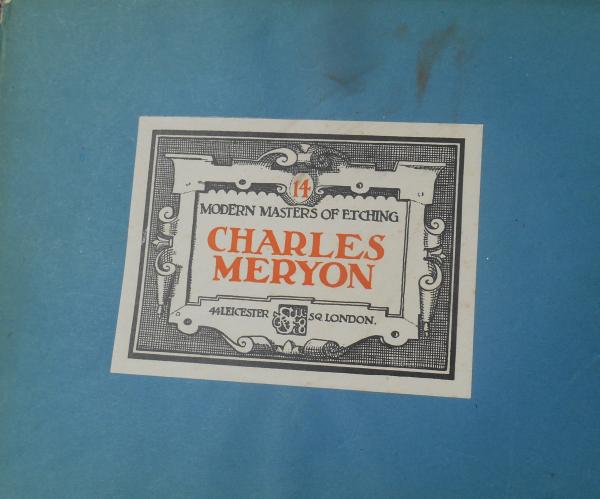 14
MODERN MASTERS OF ETCHING
CHARLES
MERYON
44 LEICESTER SQ. LONDON.